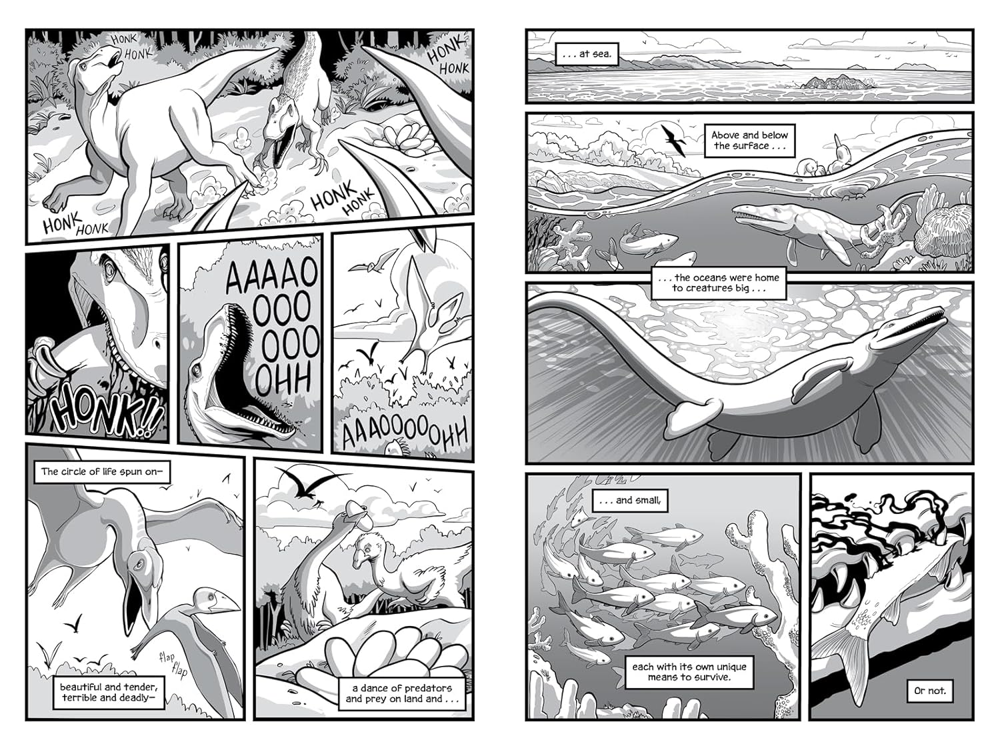 HONK
HONK
HONK
HONK
HONK
HONK
HONK
HONK
HONK!!
AAAAO
OOO
OOO
OHH
AAAOOOOOHH
The circle of life spun on—
flap
flap
beautiful and tender,
terrible and deadly—
a dance of predators
and prey on land and . . .
. . . at sea.
Above and below
the surface . . .
. . . the oceans were home
to creatures big . . .
. . . and small,
each with its own unique
means to survive.
Or not.